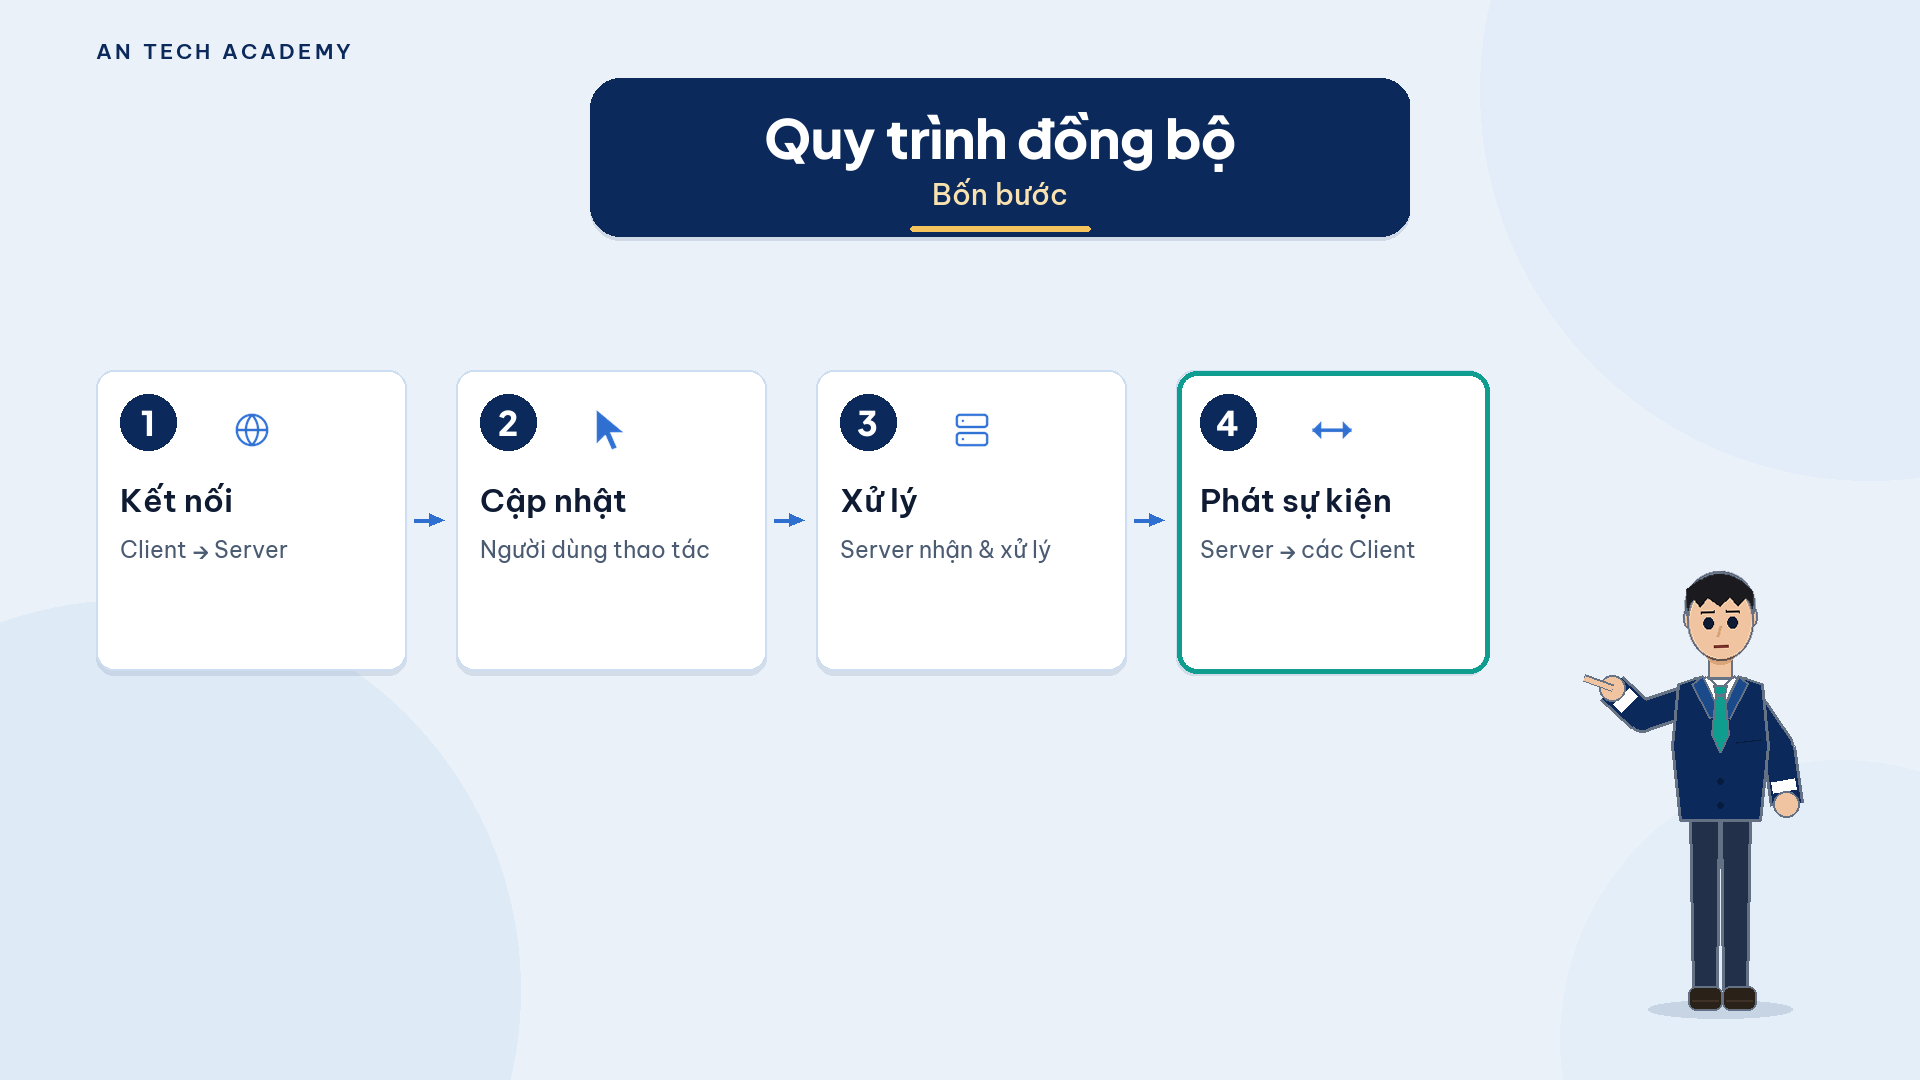 AN TECH ACADEMY
Quy trình đồng bộ
Bốn bước
1
Kết nối
Client → Server
2
Cập nhật
Người dùng thao tác
3
Xử lý
Server nhận & xử lý
4
Phát sự kiện
Server → các Client